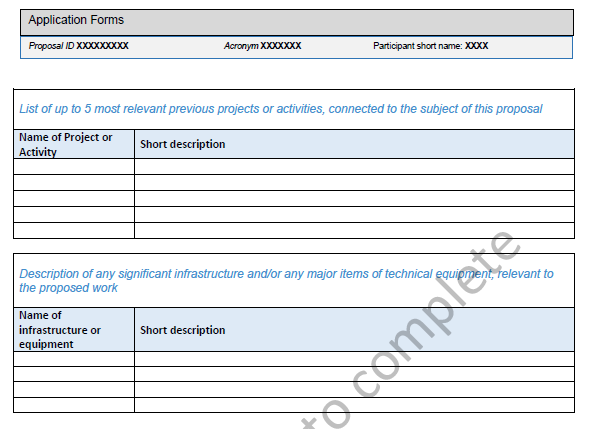 Application Forms
Proposal ID XXXXXXXXX Acronym XXXXXXX Participant short name: XXXX
List of up to 5 most relevant previous projects or activities, connected to the subject of this proposal
Name of Project or
Activity
Short description
Description of any significant infrastructure and/or any major items of technical equipment, relevant to
the proposed work
Name of
infrastructure or
equipment
Short description
to complete